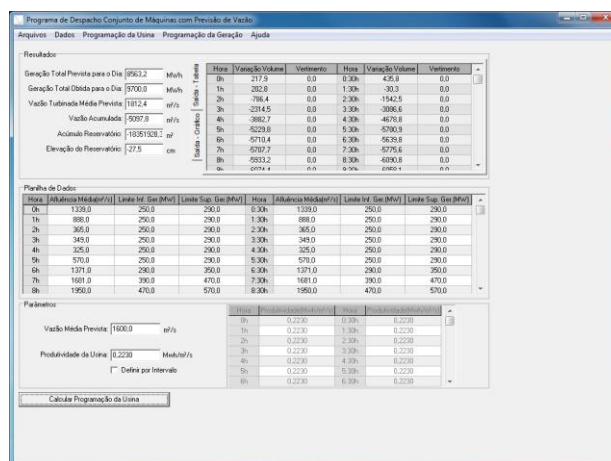 Programa de Despacho Conjunto de Máquinas com Previsão de Vazão
Arquivos Dados Programação da Usina Programação da Geração Ajuda
Resultados
Geração Total Prevista para o Dia: 8563,2 MWh
Geração Total Obtida para o Dia: 9700,0 MWh
Vazão Turbinada Média Prevista: 1812,4 m³/s
Vazão Acumulada: -5097,8 m³/s
Acúmulo Reservatório: -18351928,: m³
Elevação do Reservatório: -27,5 cm
Saída - Tabela
Saída - Gráfico
Hora Variação Volume Vertimento Hora Variação Volume Vertimento
0h 217,9 0,0 0:30h 435,8 0,0
1h 282,8 0,0 1:30h -30,3 0,0
2h -786,4 0,0 2:30h -1542,5 0,0
3h -2314,5 0,0 3:30h -3086,6 0,0
4h -3882,7 0,0 4:30h -4678,8 0,0
5h -5229,8 0,0 5:30h -5780,9 0,0
6h -5710,4 0,0 6:30h -5639,8 0,0
7h -5707,7 0,0 7:30h -5775,6 0,0
8h -5933,2 0,0 8:30h -6090,8 0,0
Planilha de Dados
Hora Afluência Média(m³/s) Limite Inf. Ger.(MW) Limite Sup. Ger.(MW) Hora Afluência Média(m³/s) Limite Inf. Ger.(MW) Limite Sup. Ger.(MW)
0h 1339,0 250,0 290,0 0:30h 1339,0 250,0 290,0
1h 888,0 250,0 290,0 1:30h 888,0 250,0 290,0
2h 365,0 250,0 290,0 2:30h 365,0 250,0 290,0
3h 349,0 250,0 290,0 3:30h 349,0 250,0 290,0
4h 325,0 250,0 290,0 4:30h 325,0 250,0 290,0
5h 570,0 250,0 290,0 5:30h 570,0 250,0 290,0
6h 1371,0 290,0 350,0 6:30h 1371,0 290,0 350,0
7h 1681,0 390,0 470,0 7:30h 1681,0 390,0 470,0
8h 1950,0 470,0 570,0 8:30h 1950,0 470,0 570,0
Parâmetros
Vazão Média Prevista: 1600,0 m³/s
Produtividade da Usina: 0,2230 MWh/m³/s
Definir por Intervalo
Hora Produtividade(MWh/m³/s) Hora Produtividade(MWh/m³/s)
0h 0,2230 0:30h 0,2230
1h 0,2230 1:30h 0,2230
2h 0,2230 2:30h 0,2230
3h 0,2230 3:30h 0,2230
4h 0,2230 4:30h 0,2230
5h 0,2230 5:30h 0,2230
6h 0,2230 6:30h 0,2230
Calcular Programação da Usina